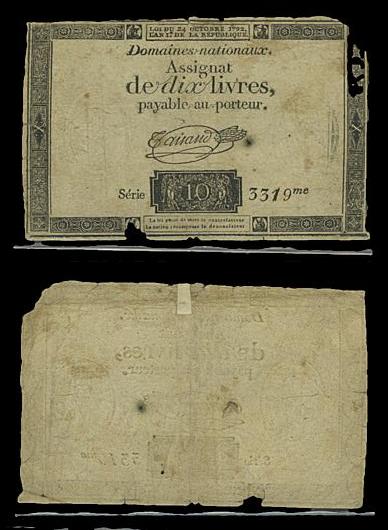 LOI DU 24 OCTOBRE 1792,
L'AN 1er DE LA RÉPUBLIQUE.
Domaines nationaux.
Assignat
de dix livres,
payable au porteur.
Taisaud
Série 10 3319me
La loi punit de mort le contrefacteur
La nation récompense le dénonciateur